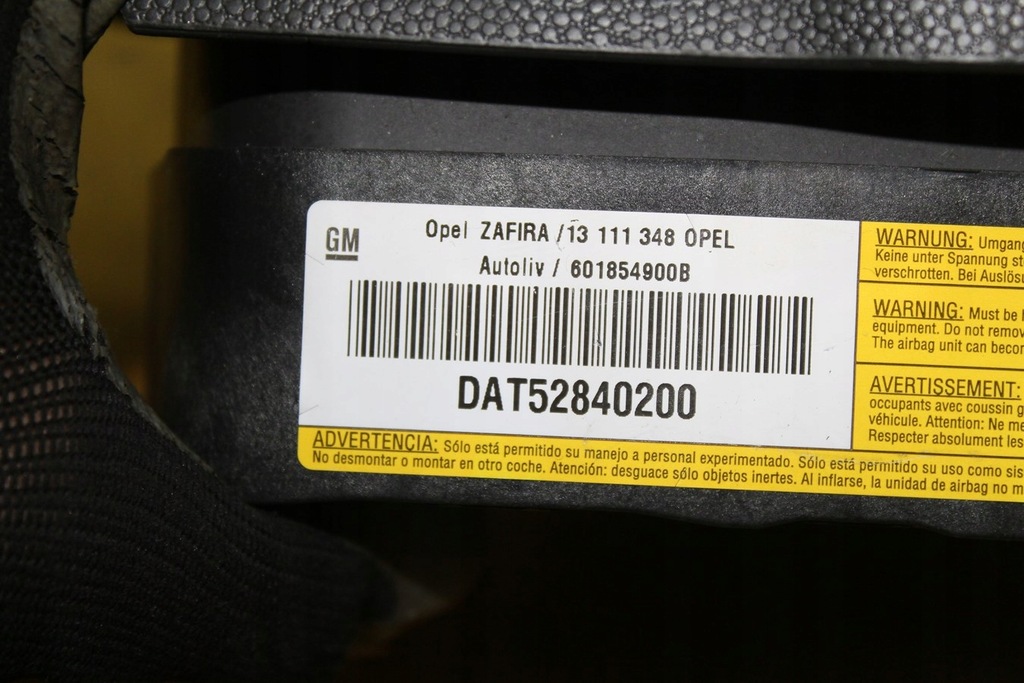 GM
Opel ZAFIRA /13 111 348 OPEL
Autoliv / 601854900B
DAT52840200
WARNUNG: Umgang
Keine unter Spannung
verschrotten. Bei
WARNING: Must be
equipment. Do not
The airbag unit can
AVERTISSEMENT:
occupants avec coussin
véhicule. Attention: Ne
Respecter absolument les
ADVERTENCIA: Sólo está permitido su manejo a personal experimentado. Sólo está permitido su uso como
No desmontar o montar en otro coche. Atención: desguace sólo objetos inertes. Al inflarse, la unidad de airbag no